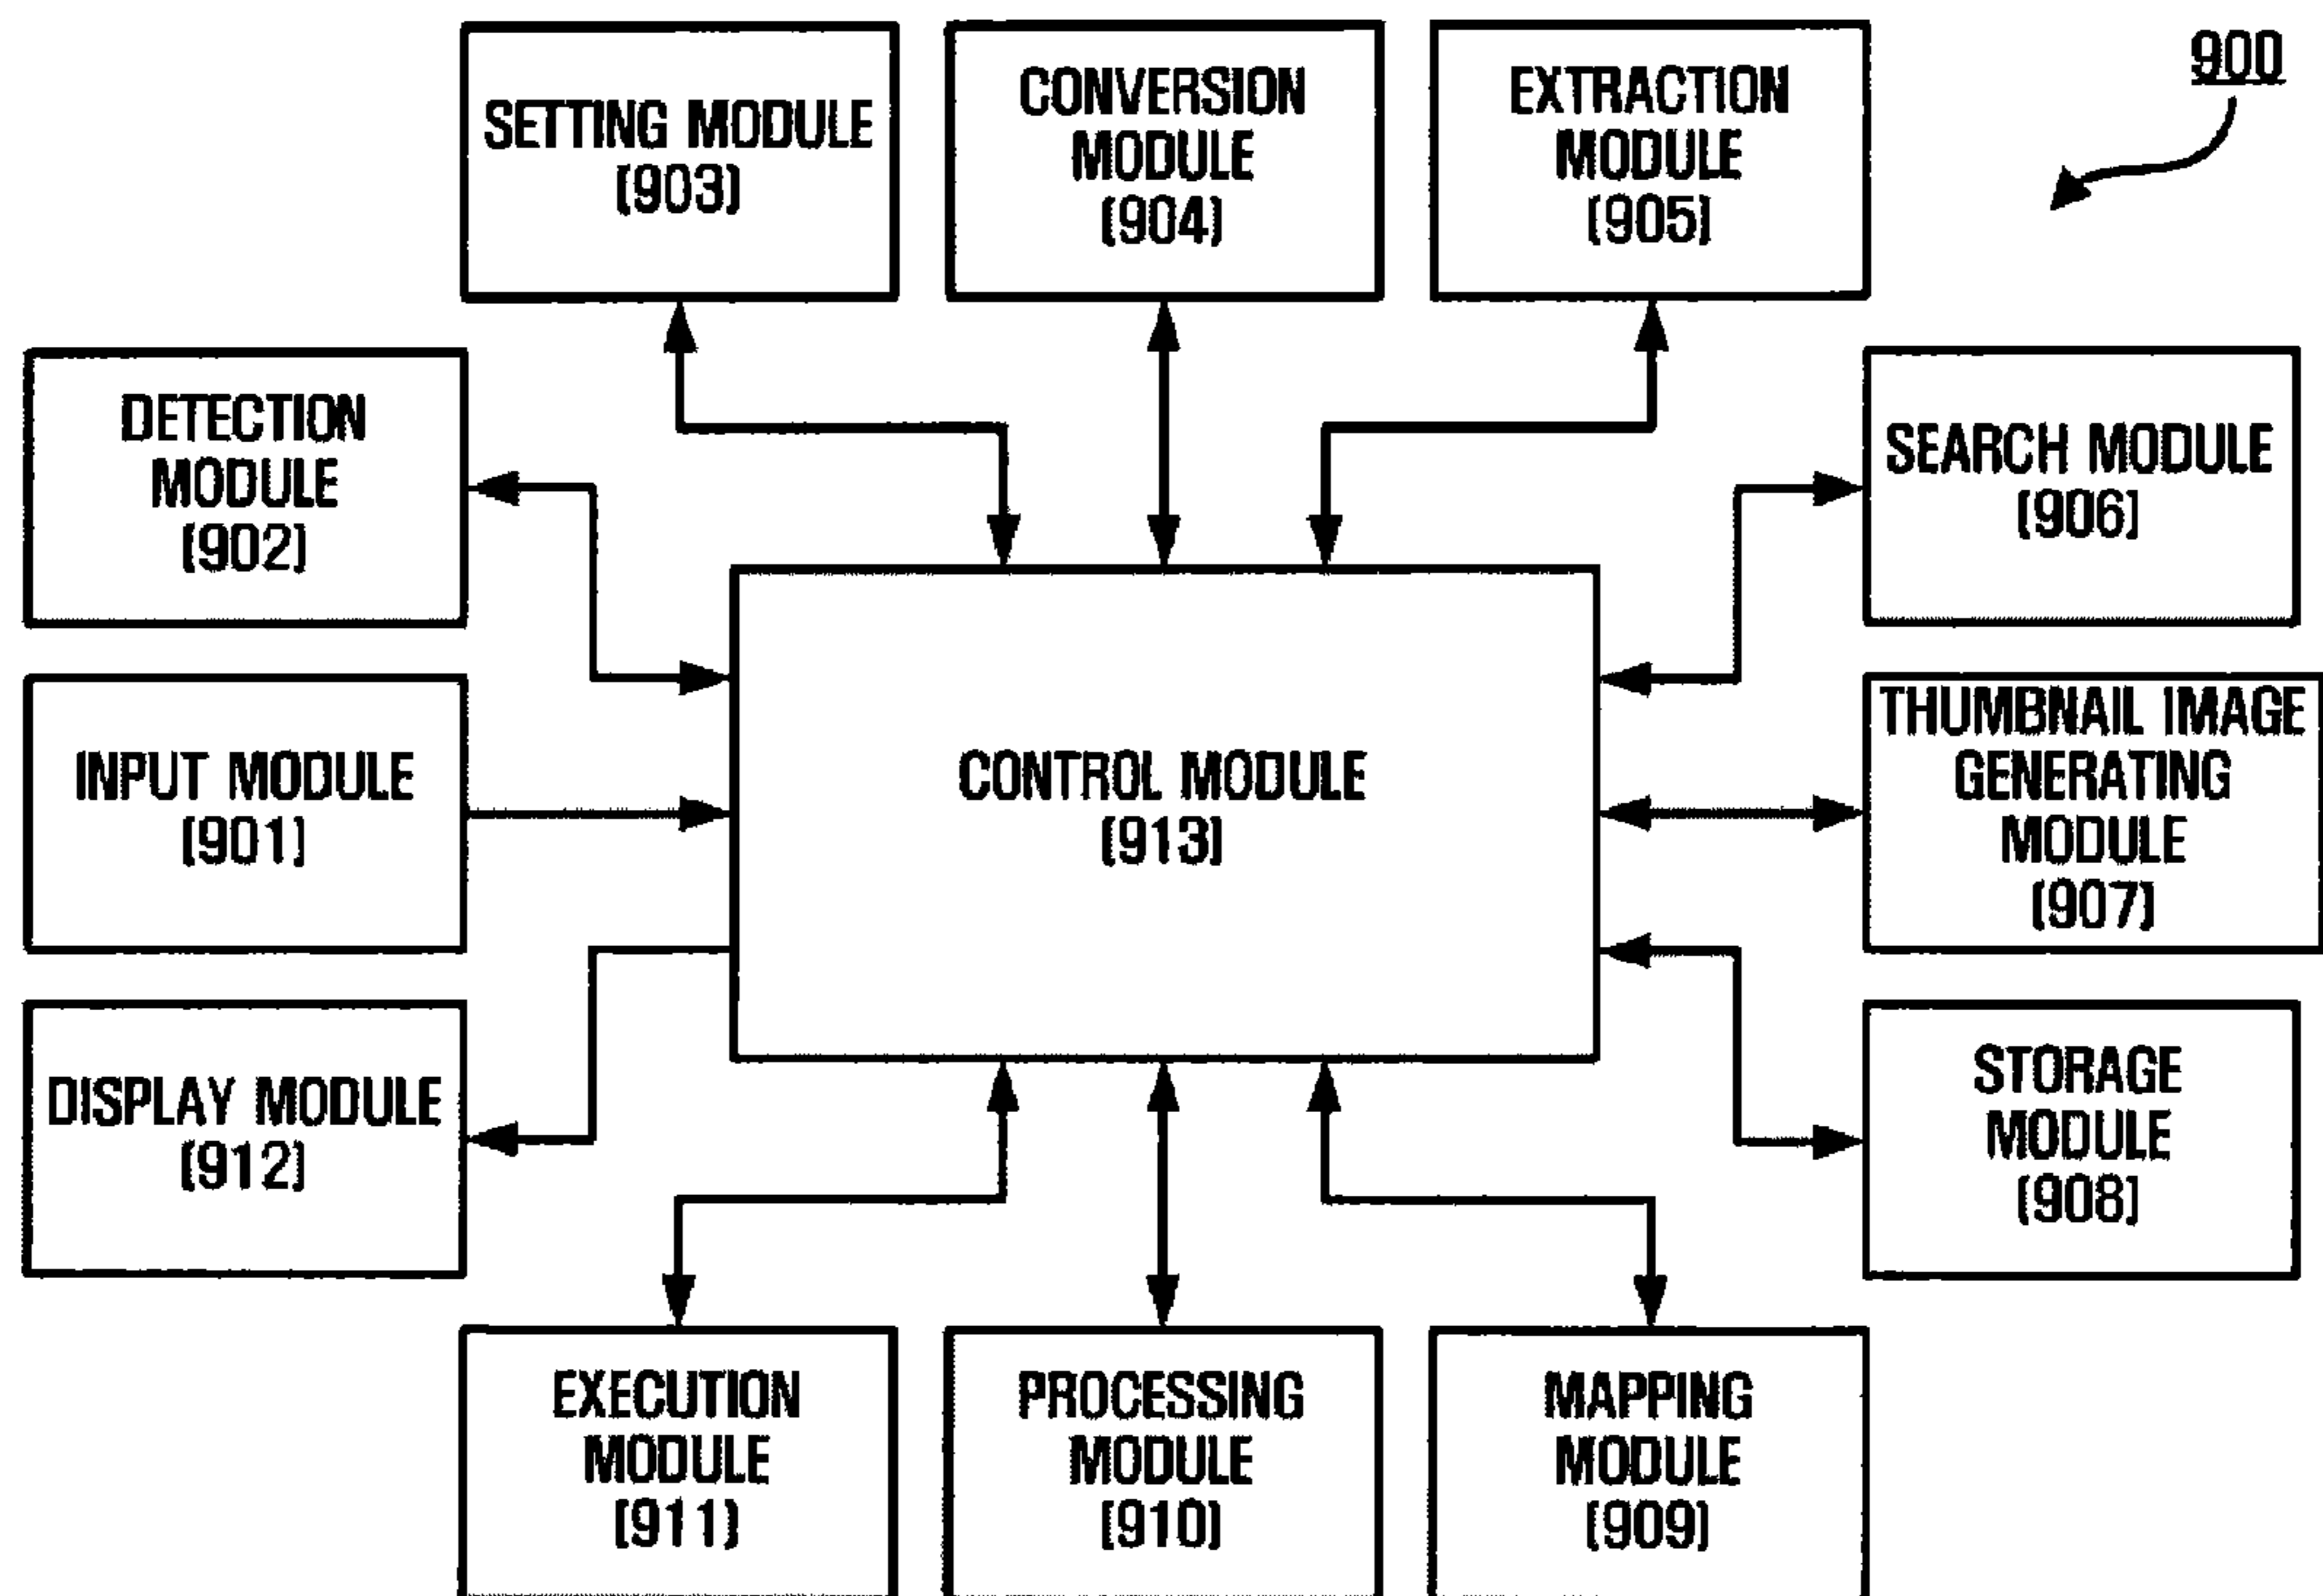 900
SETTING MODULE
(903)
CONVERSION
MODULE
(904)
EXTRACTION
MODULE
(905)
DETECTION
MODULE
(902)
SEARCH MODULE
(906)
INPUT MODULE
(901)
CONTROL MODULE
(913)
THUMBNAIL IMAGE
GENERATING
MODULE
(907)
DISPLAY MODULE
(912)
STORAGE
MODULE
(908)
EXECUTION
MODULE
(911)
PROCESSING
MODULE
(910)
MAPPING
MODULE
(909)